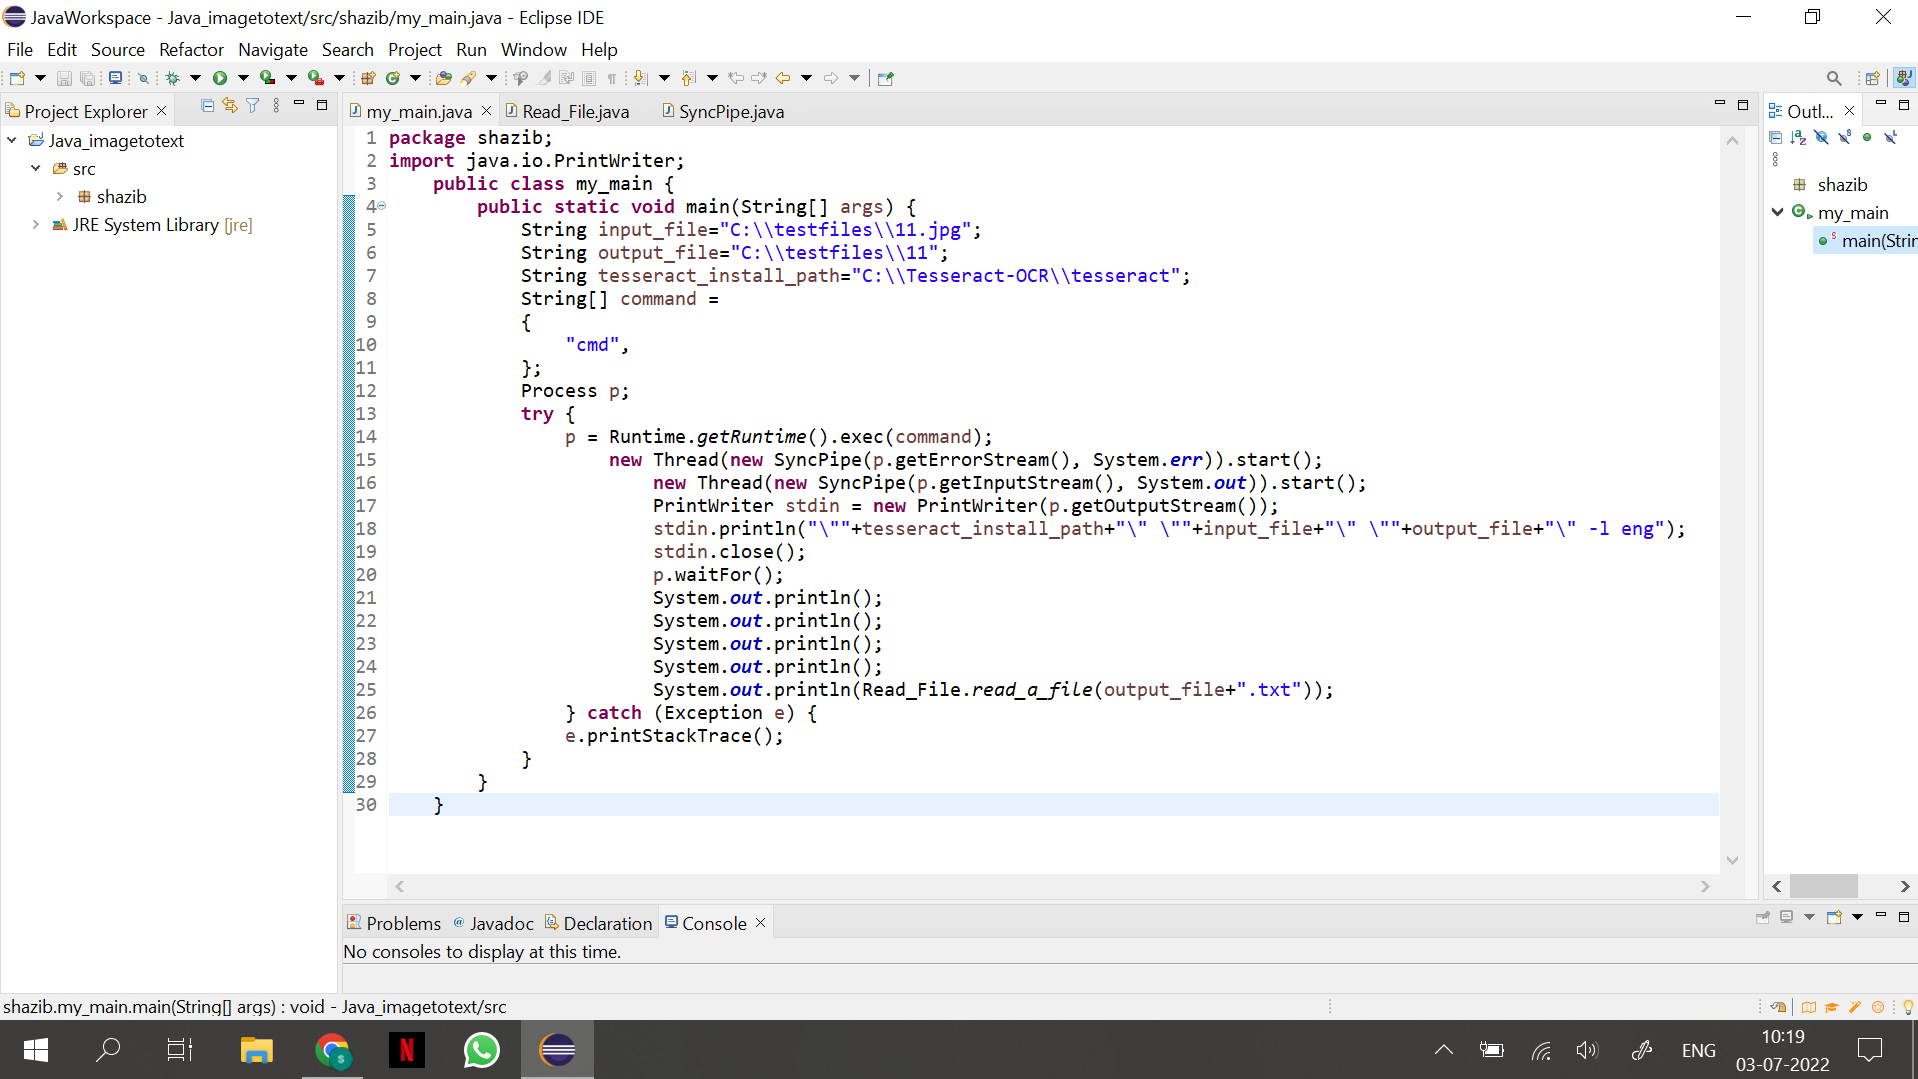 JavaWorkspace - Java_imagetotext/src/shazib/my_main.java - Eclipse IDE
File Edit Source Refactor Navigate Search Project Run Window Help
Project Explorer
Java_imagetotext
src
shazib
JRE System Library [jre]
my_main.java Read_File.java SyncPipe.java
1 package shazib;
2 import java.io.PrintWriter;
3 public class my_main {
4 public static void main(String[] args) {
5 String input_file="C:\\testfiles\\11.jpg";
6 String output_file="C:\\testfiles\\11";
7 String tesseract_install_path="C:\\Tesseract-OCR\\tesseract";
8 String[] command =
9 {
10 "cmd",
11 };
12 Process p;
13 try {
14 p = Runtime.getRuntime().exec(command);
15 new Thread(new SyncPipe(p.getErrorStream(), System.err)).start();
16 new Thread(new SyncPipe(p.getInputStream(), System.out)).start();
17 PrintWriter stdin = new PrintWriter(p.getOutputStream());
18 stdin.println("\""+tesseract_install_path+"\" \""+input_file+"\" \""+output_file+"\" -l eng");
19 stdin.close();
20 p.waitFor();
21 System.out.println();
22 System.out.println();
23 System.out.println();
24 System.out.println();
25 System.out.println(Read_File.read_a_file(output_file+".txt"));
26 } catch (Exception e) {
27 e.printStackTrace();
28 }
29 }
30 }
Outl...
shazib
my_main
main(Strin
Problems @ Javadoc Declaration Console
No consoles to display at this time.
shazib.my_main.main(String[] args) : void - Java_imagetotext/src
N
S
ENG
10:19
03-07-2022